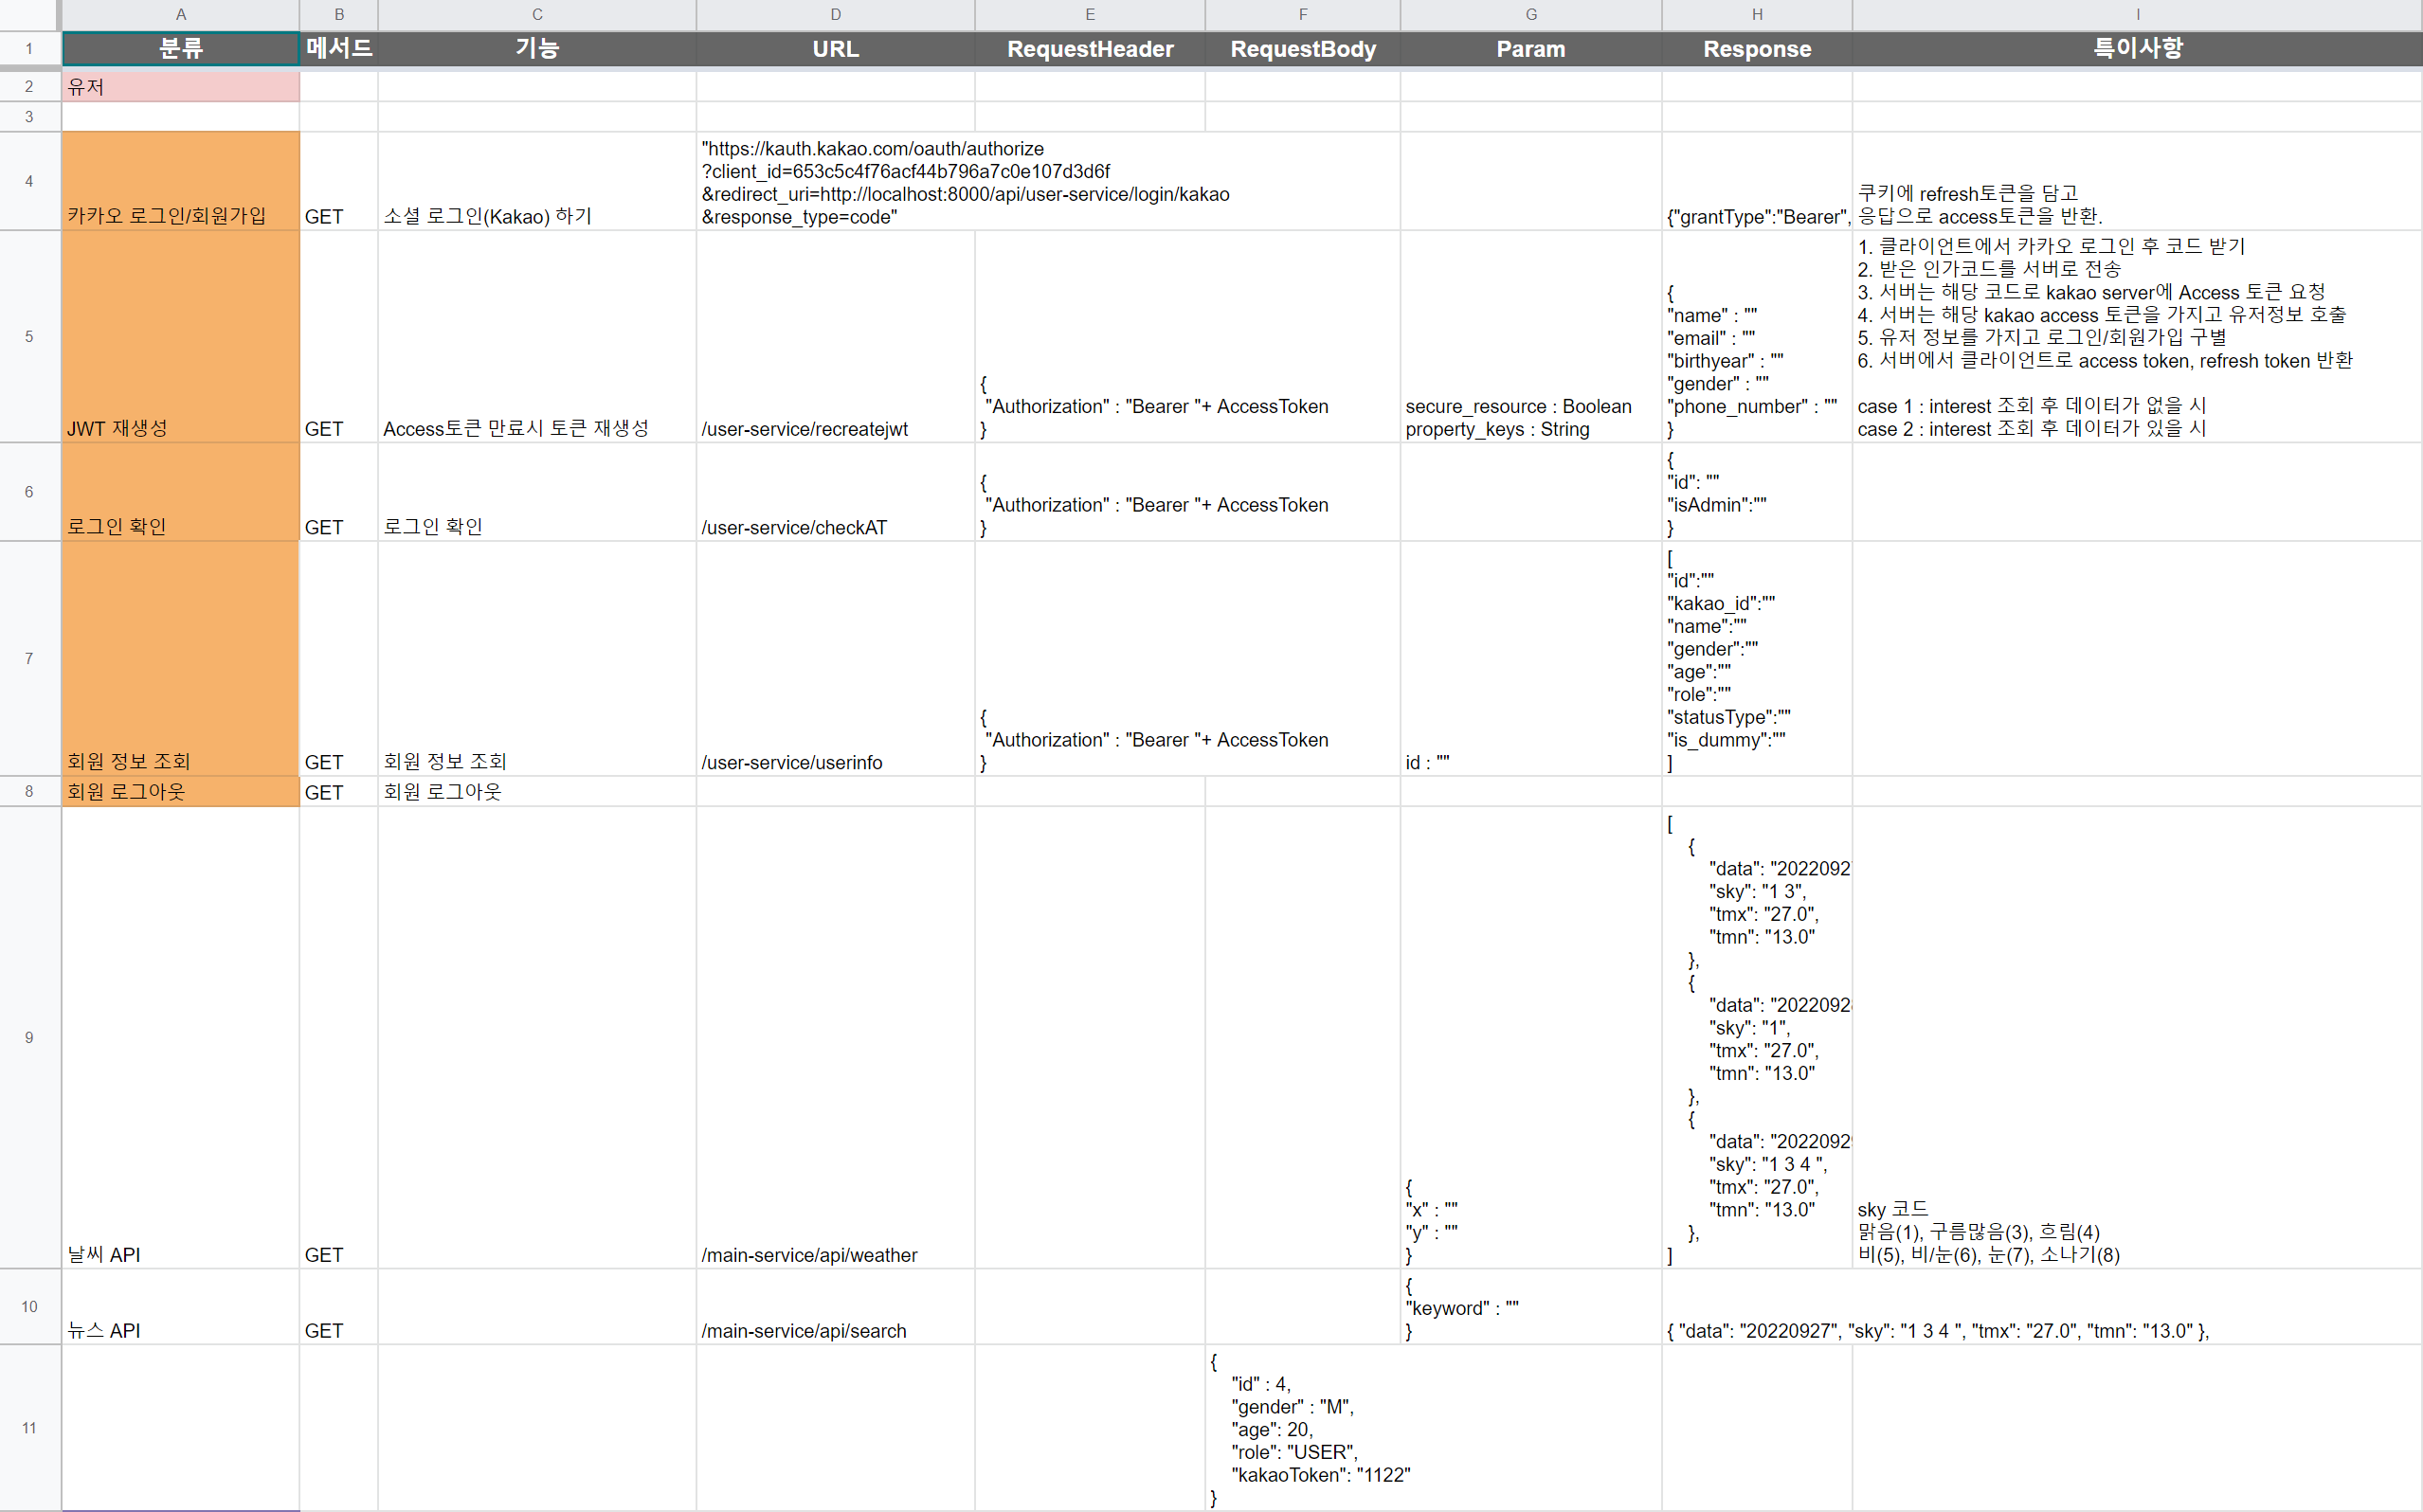 A B C D E F G H I
1 분류 메서드 기능 URL RequestHeader RequestBody Param Response 특이사항
2 유저
3
4
카카오 로그인/회원가입
GET
소셜 로그인(Kakao) 하기
"https://kauth.kakao.com/oauth/authorize
?client_id=653c5c4f76acf44b796a7c0e107d3d6f
&redirect_uri=http://localhost:8000/api/user-service/login/kakao
&response_type=code"
{"grantType":"Bearer",
쿠키에 refresh토큰을 담고
응답으로 access토큰을 반환.
5
JWT 재생성
GET
Access토큰 만료시 토큰 재생성
/user-service/recreatejwt
{
"Authorization" : "Bearer "+ AccessToken
}
secure_resource : Boolean
property_keys : String
{
"name" : ""
"email" : ""
"birthyear" : ""
"gender" : ""
"phone_number" : ""
}
1. 클라이언트에서 카카오 로그인 후 코드 받기
2. 받은 인가코드를 서버로 전송
3. 서버는 해당 코드로 kakao server에 Access 토큰 요청
4. 서버는 해당 kakao access 토큰을 가지고 유저정보 호출
5. 유저 정보를 가지고 로그인/회원가입 구별
6. 서버에서 클라이언트로 access token, refresh token 반환
case 1 : interest 조회 후 데이터가 없을 시
case 2 : interest 조회 후 데이터가 있을 시
6
로그인 확인
GET
로그인 확인
/user-service/checkAT
{
"Authorization" : "Bearer "+ AccessToken
}
{
"id": ""
"isAdmin":""
}
7
회원 정보 조회
GET
회원 정보 조회
/user-service/userinfo
{
"Authorization" : "Bearer "+ AccessToken
}
id : ""
[
"id":""
"kakao_id":""
"name":""
"gender":""
"age":""
"role":""
"statusType":""
"is_dummy":""
]
8
회원 로그아웃
GET
회원 로그아웃
9
날씨 API
GET
/main-service/api/weather
{
"x" : ""
"y" : ""
}
[
{
"data": "2022092
"sky": "1 3",
"tmx": "27.0",
"tmn": "13.0"
},
{
"data": "2022092
"sky": "1",
"tmx": "27.0",
"tmn": "13.0"
},
{
"data": "2022092
"sky": "1 3 4 ",
"tmx": "27.0",
"tmn": "13.0"
},
]
sky 코드
맑음(1), 구름많음(3), 흐림(4)
비(5), 비/눈(6), 눈(7), 소나기(8)
10
뉴스 API
GET
/main-service/api/search
{
"keyword" : ""
}
{ "data": "20220927", "sky": "1 3 4 ", "tmx": "27.0", "tmn": "13.0" },
11
{
"id" : 4,
"gender" : "M",
"age": 20,
"role": "USER",
"kakaoToken": "1122"
}